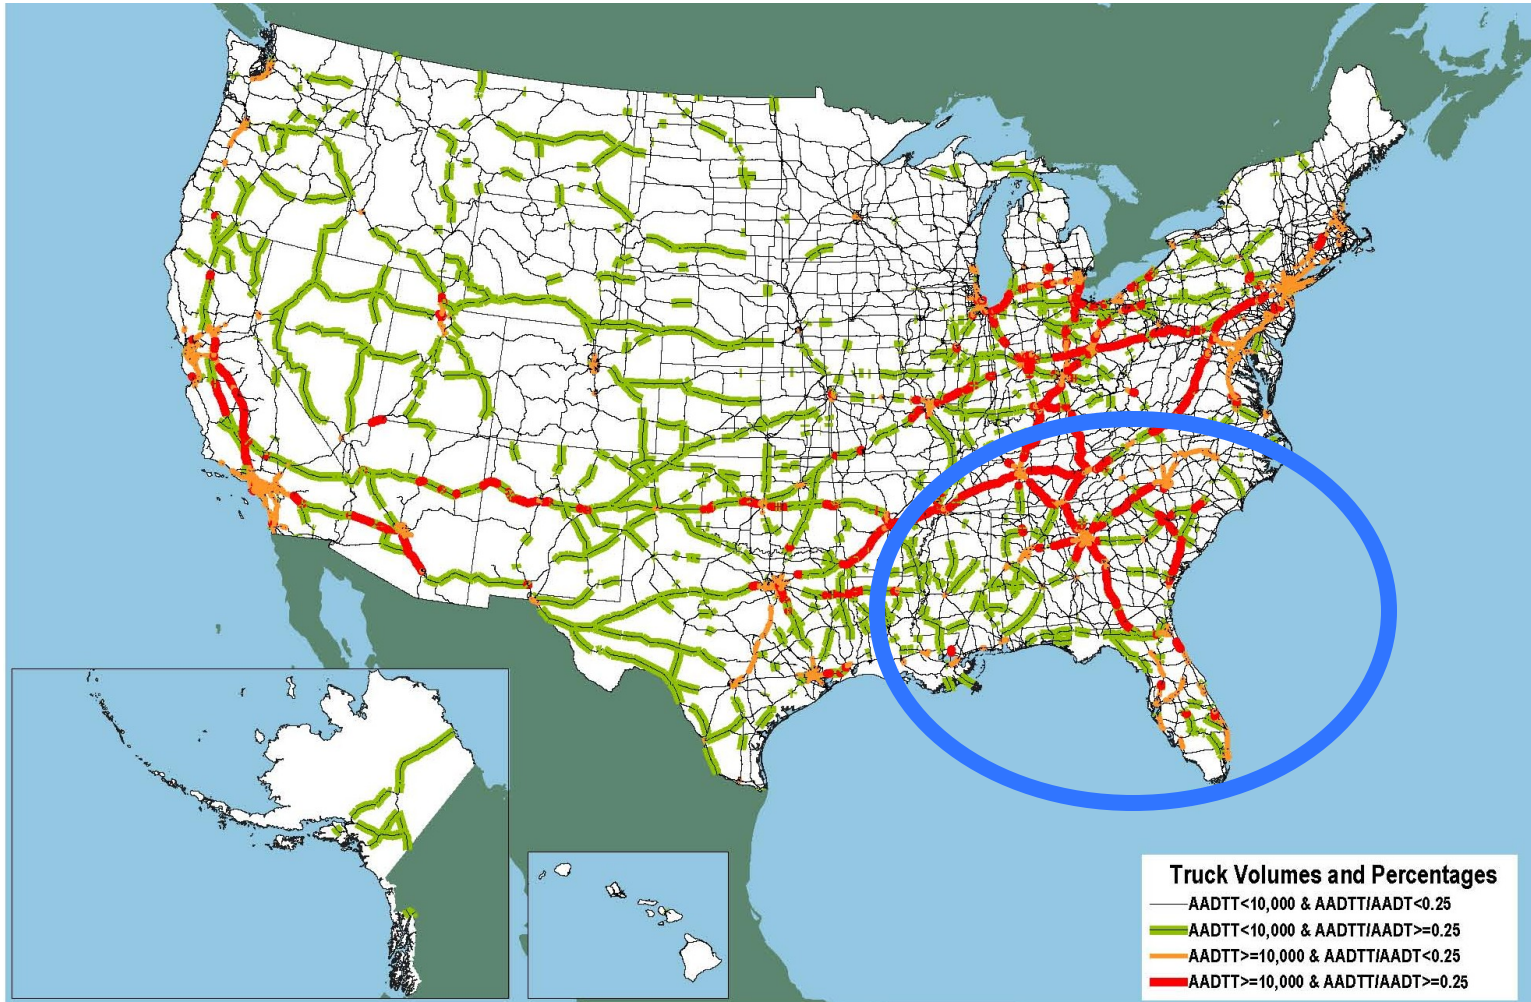 Truck Volumes and Percentages
AADTT<10,000 & AADTT/AADT<0.25
AADTT<10,000 & AADTT/AADT>=0.25
AADTT>=10,000 & AADTT/AADT<0.25
AADTT>=10,000 & AADTT/AADT>=0.25